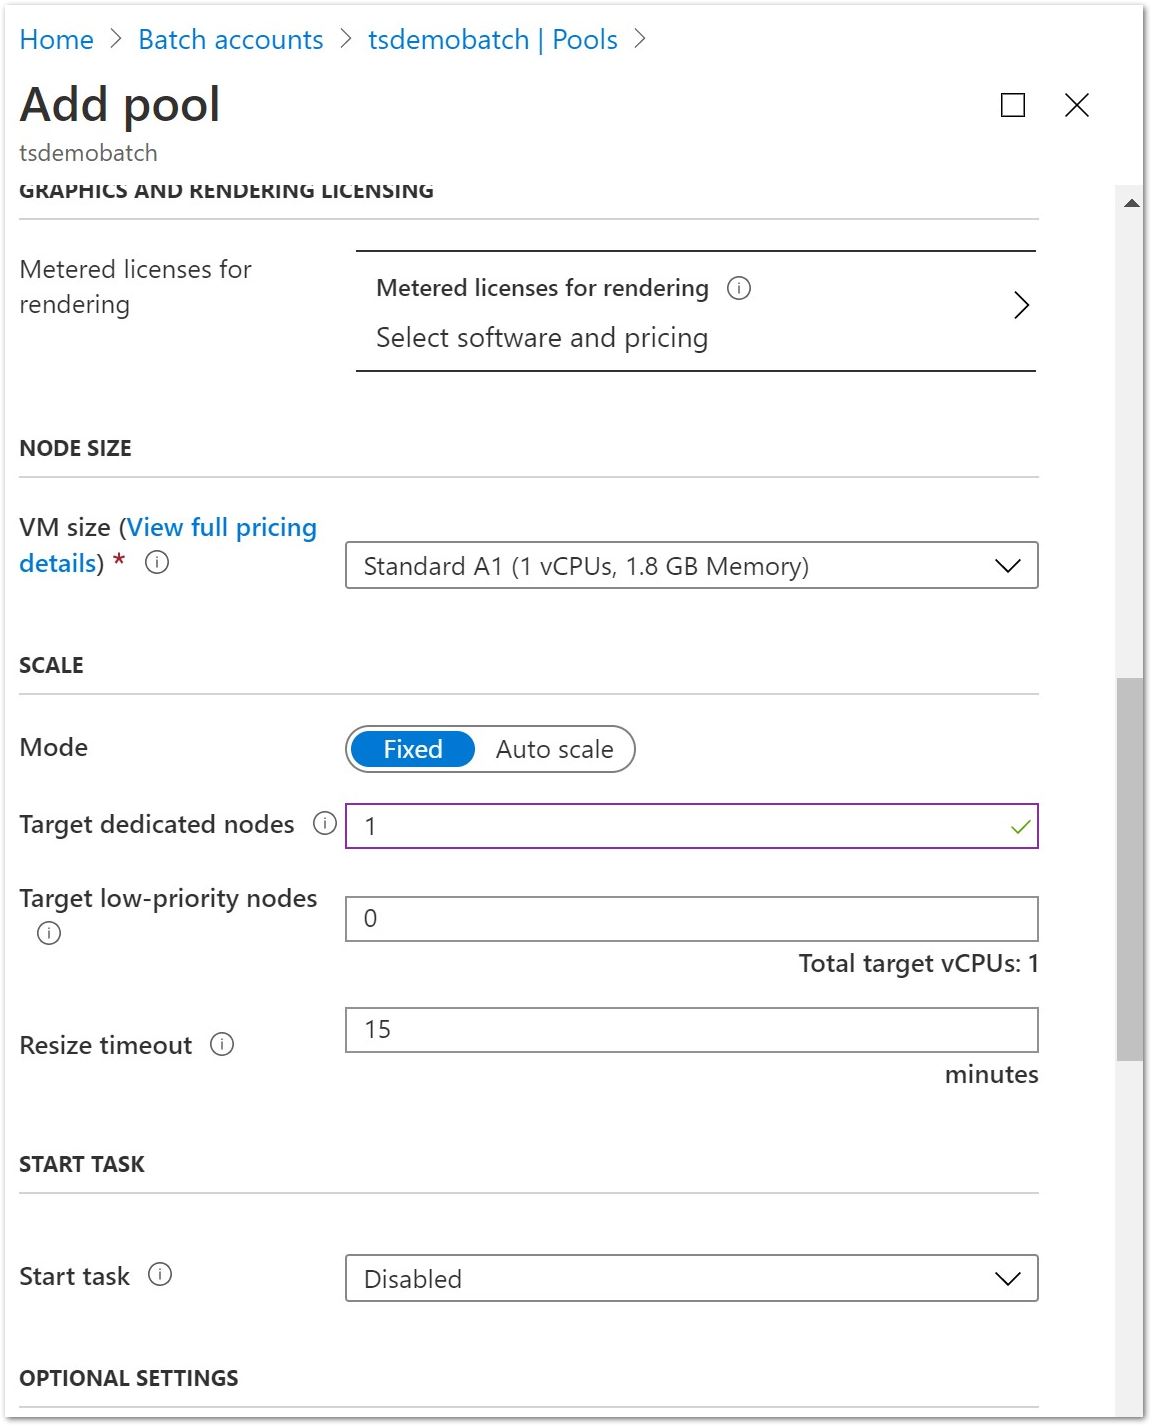 Home > Batch accounts > tsdemobatch | Pools >
Add pool
tsdemobatch
GRAPHICS AND RENDERING LICENSING
Metered licenses for
rendering
Metered licenses for rendering
Select software and pricing
NODE SIZE
VM size (View full pricing
details) *
Standard A1 (1 vCPUs, 1.8 GB Memory)
SCALE
Mode
Fixed Auto scale
Target dedicated nodes
1
Target low-priority nodes
0
Total target vCPUs: 1
Resize timeout
15
minutes
START TASK
Start task
Disabled
OPTIONAL SETTINGS